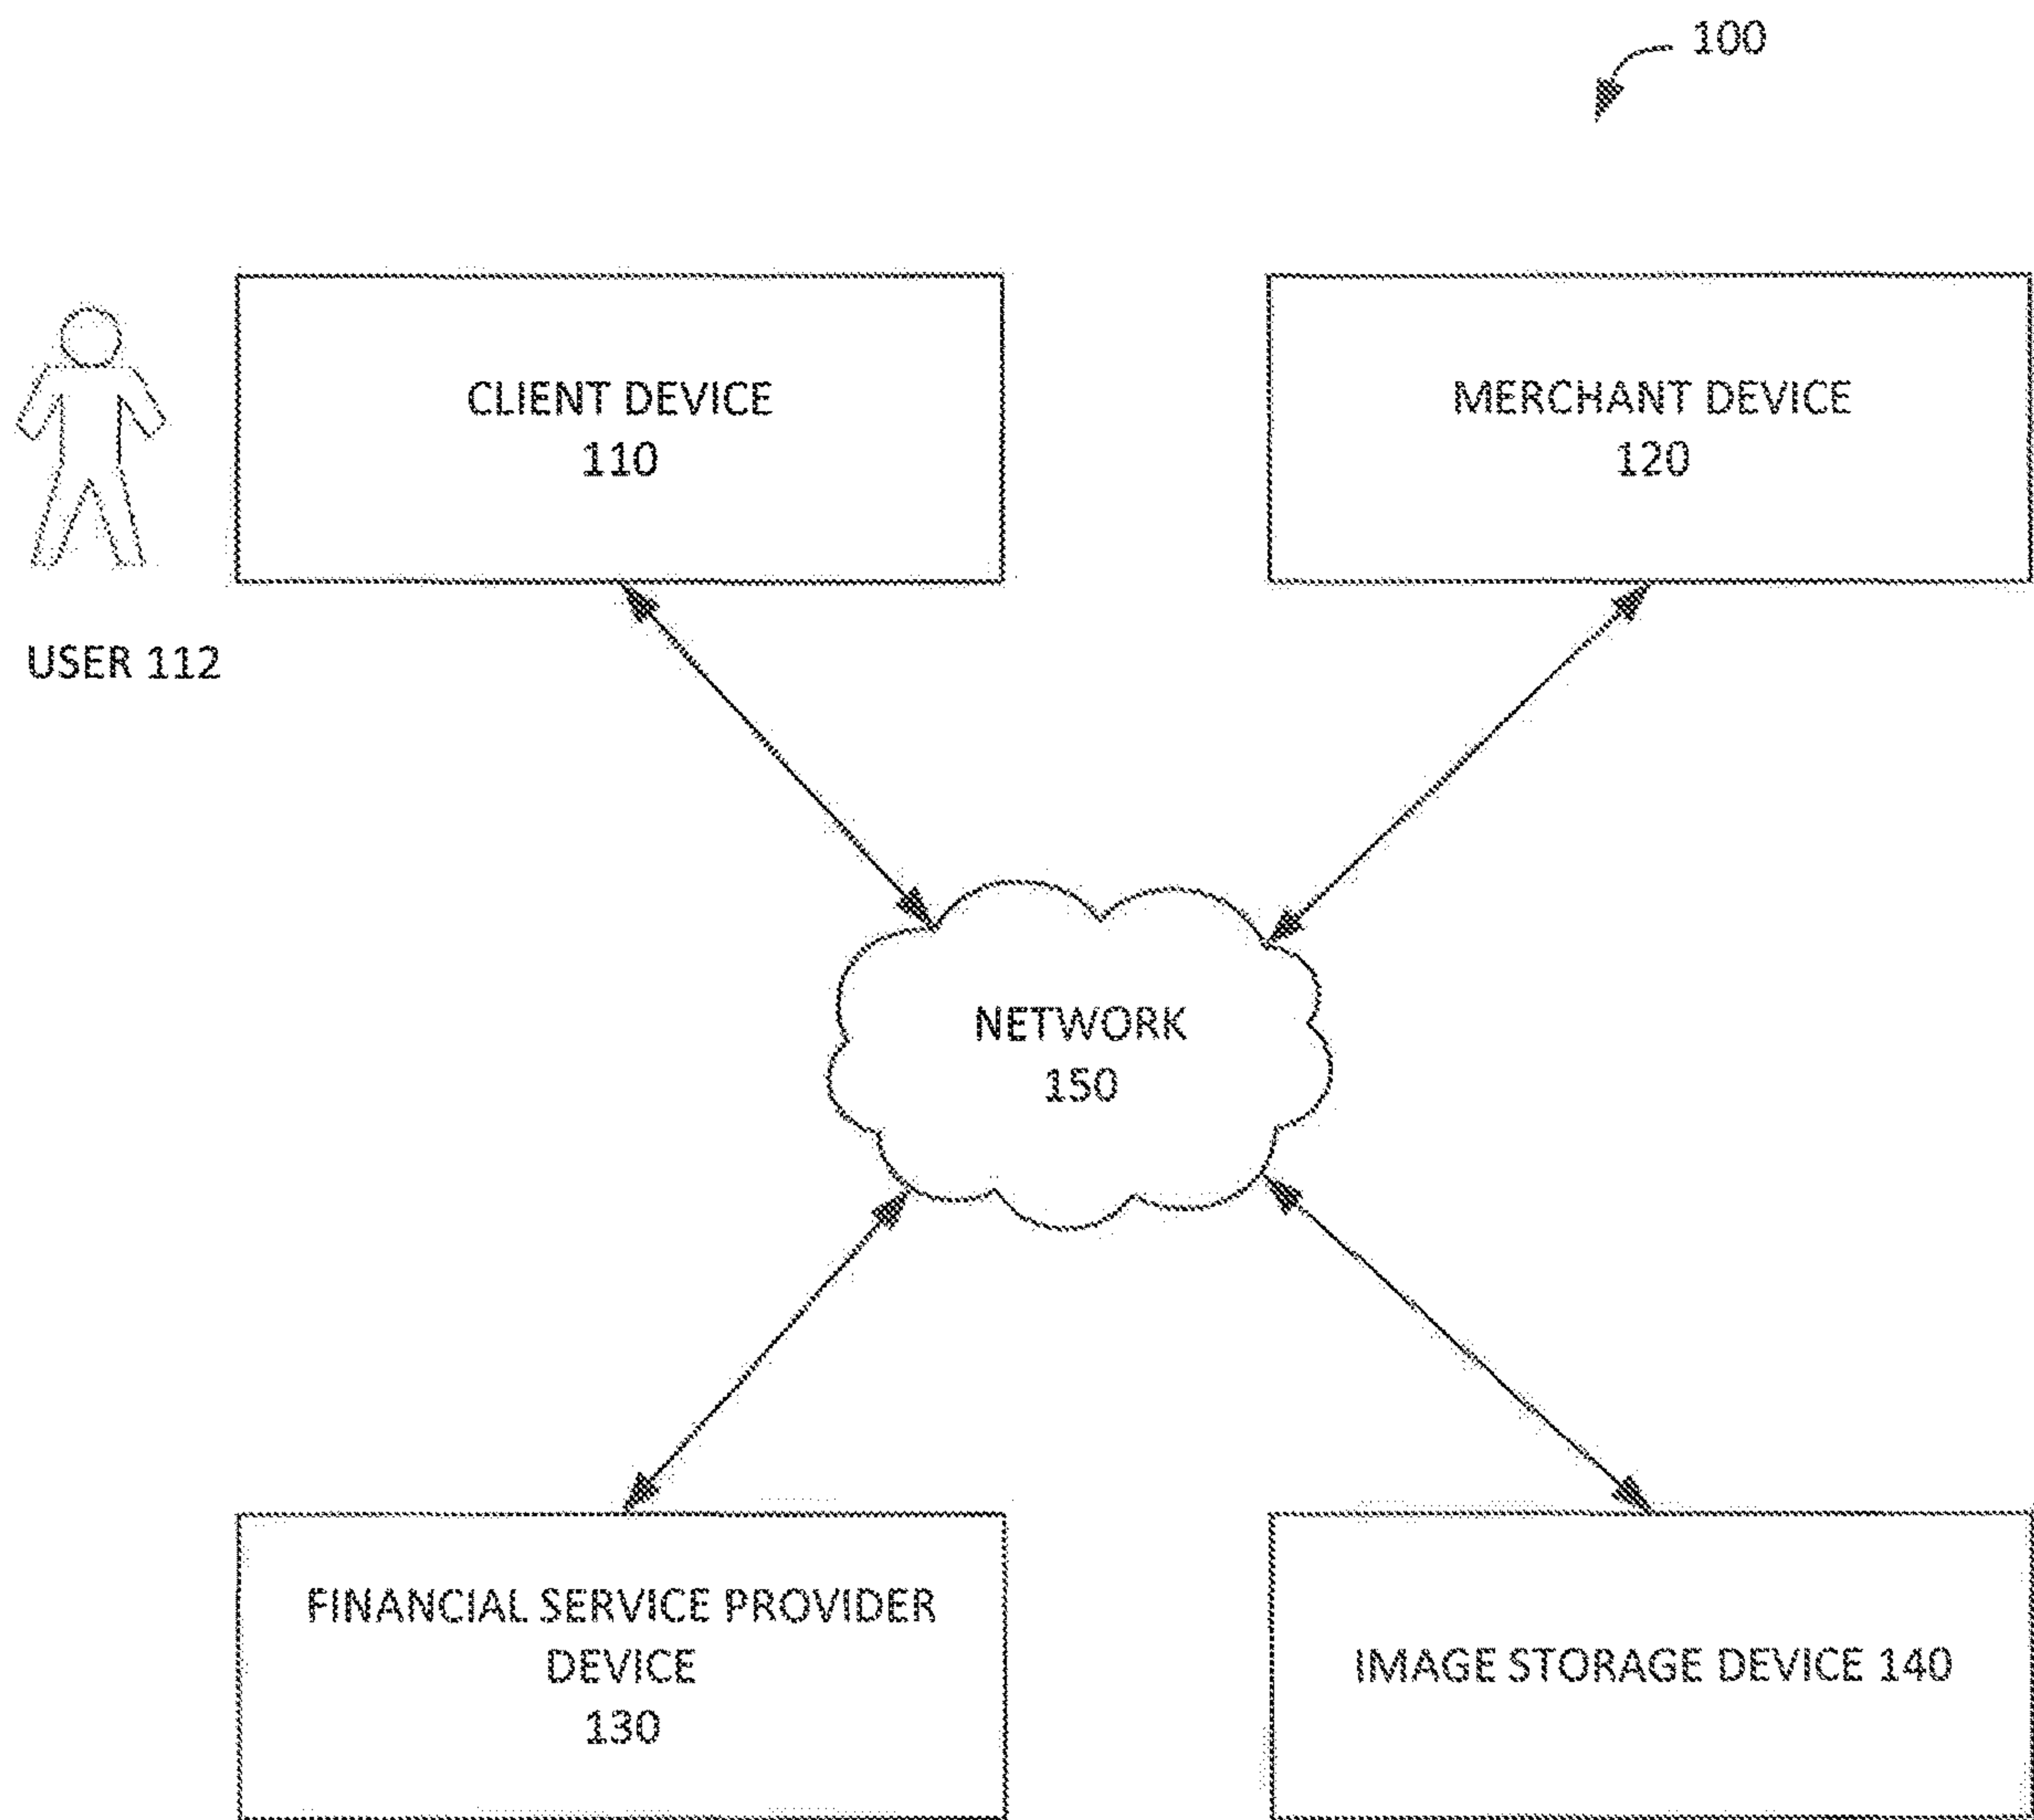 100
CLIENT DEVICE
110
MERCHANT DEVICE
120
USER 112
NETWORK
150
FINANCIAL SERVICE PROVIDER
DEVICE
130
IMAGE STORAGE DEVICE 140